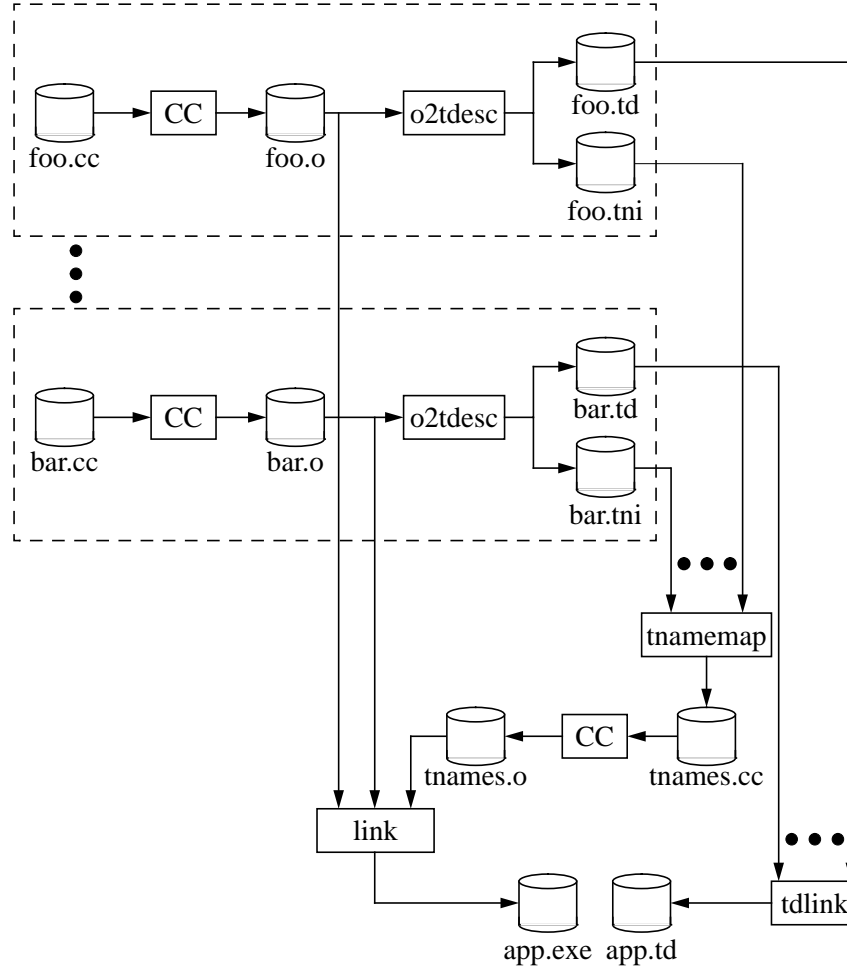 foo.cc
CC
foo.o
o2tdesc
foo.td
foo.tni
bar.cc
CC
bar.o
o2tdesc
bar.td
bar.tni
tnamemap
tnames.o
CC
tnames.cc
link
tdlink
app.exe
app.td